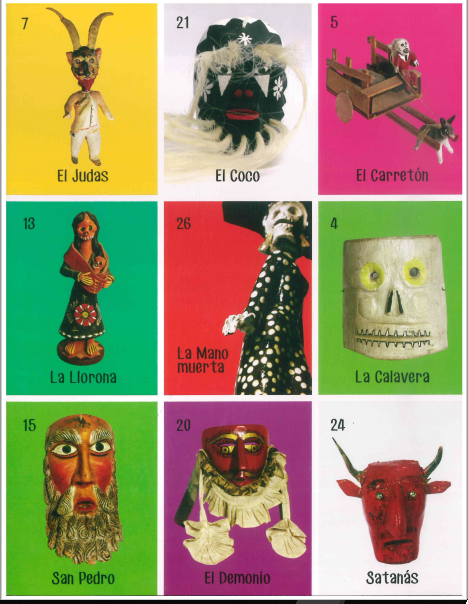 7
El Judas
21
El Coco
5
El Carretón
13
La Llorona
26
La Mano
muerta
4
La Calavera
15
San Pedro
20
El Demonio
24
Satanás